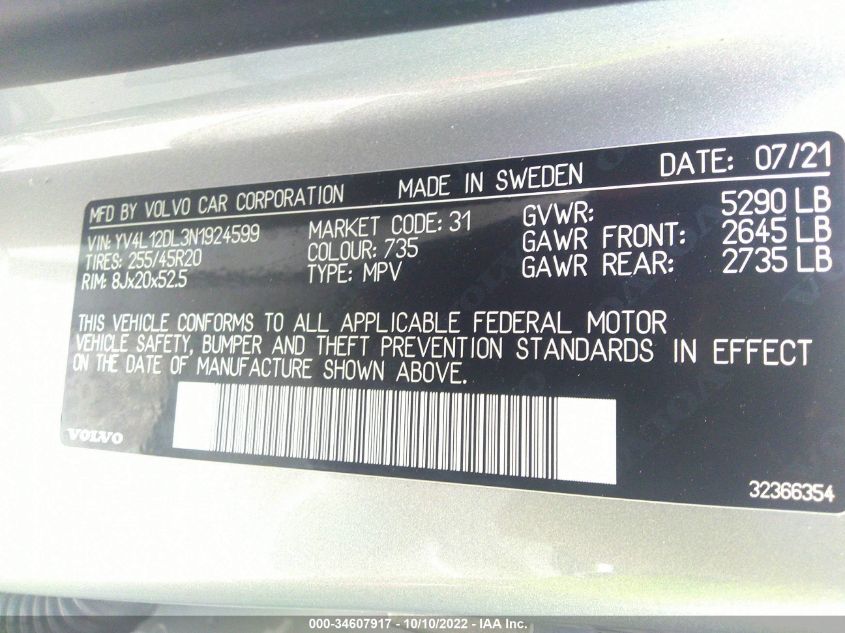 MFD BY VOLVO CAR CORPORATION MADE IN SWEDEN DATE: 07/21
VIN: YV4L12DL3N1924599 MARKET CODE: 31 GVWR: 5290 LB
TIRES: 255/45R20 COLOUR: 735 GAWR FRONT: 2645 LB
RIM: 8Jx20x52.5 TYPE: MPV GAWR REAR: 2735 LB
THIS VEHICLE CONFORMS TO ALL APPLICABLE FEDERAL MOTOR
VEHICLE SAFETY, BUMPER AND THEFT PREVENTION STANDARDS IN EFFECT
ON THE DATE OF MANUFACTURE SHOWN ABOVE.
VOLVO
32366354
000-34607917 - 10/10/2022 - IAA Inc.